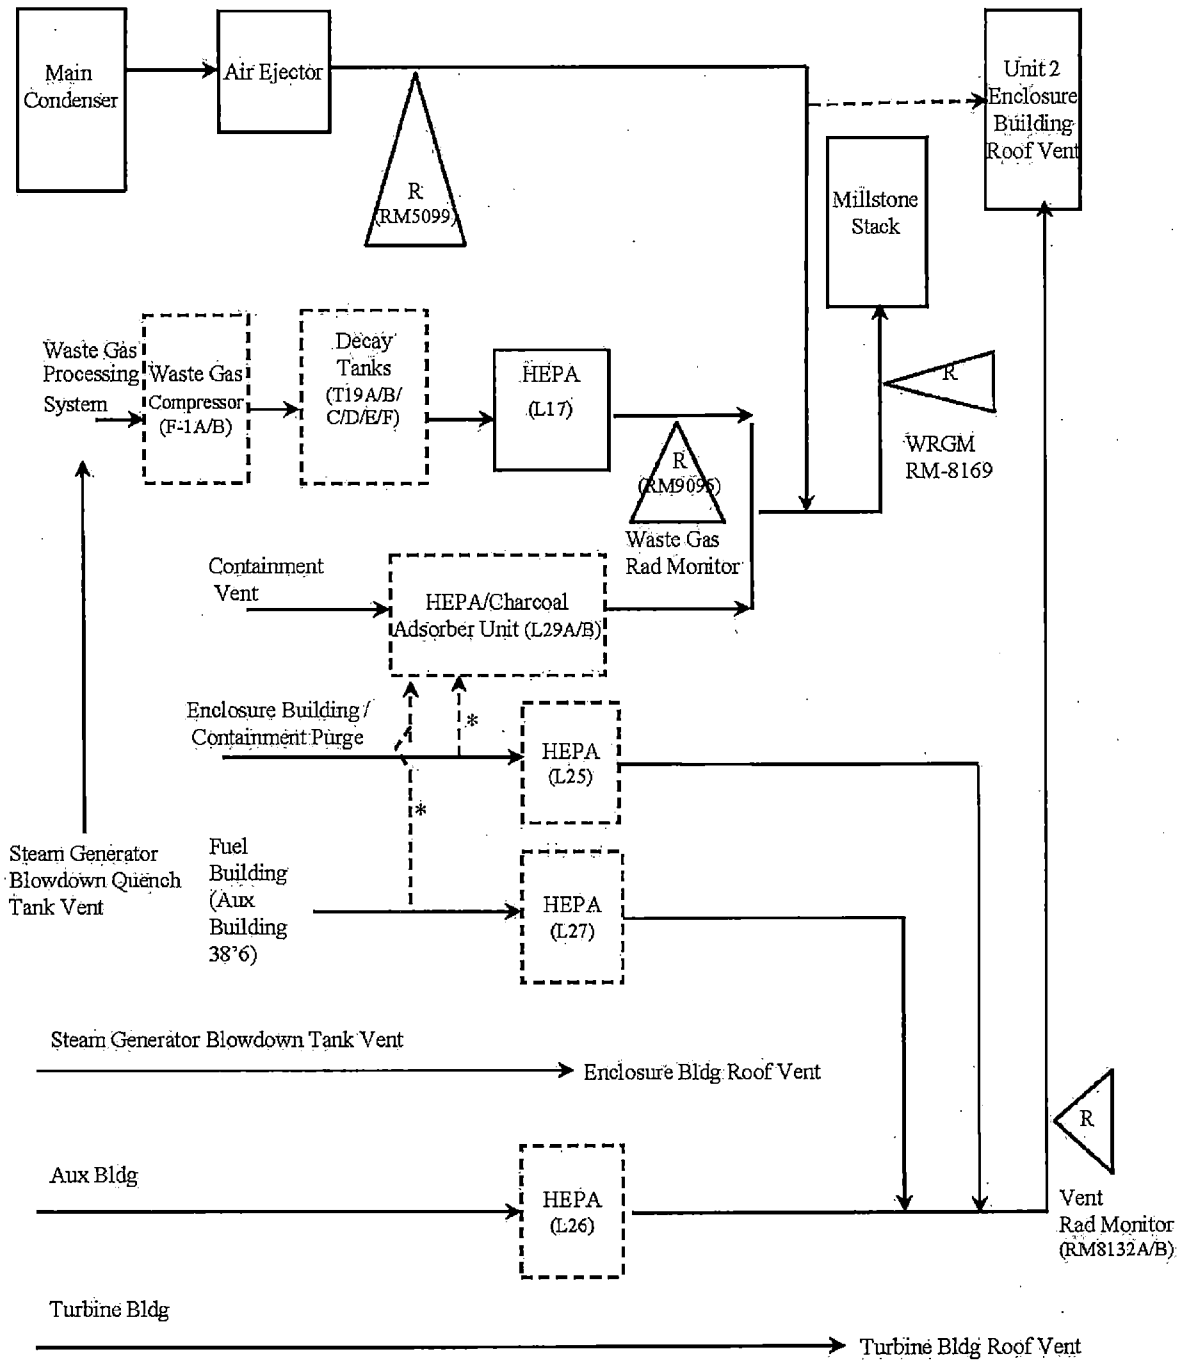 Main
Condenser
Air Ejector
Unit 2
Enclosure
Building
Roof Vent
R
(RM5099)
Millstone
Stack
Waste Gas
Processing
System
Waste Gas
Compressor
(F-1A/B)
Decay
Tanks
(T19A/B/
C/D/E/F)
HEPA
(L17)
R
WRGM
RM-8169
R
(RM9095)
Waste Gas
Rad Monitor
Containment
Vent
HEPA/Charcoal
Adsorber Unit (L29A/B)
Enclosure Building /
Containment Purge
*
HEPA
(L25)
*
Steam Generator
Blowdown Quench
Tank Vent
Fuel
Building
(Aux
Building
38'6)
HEPA
(L27)
Steam Generator Blowdown Tank Vent
Enclosure Bldg Roof Vent
R
Aux Bldg
HEPA
(L26)
Vent
Rad Monitor
(RM8132A/B)
Turbine Bldg
Turbine Bldg Roof Vent